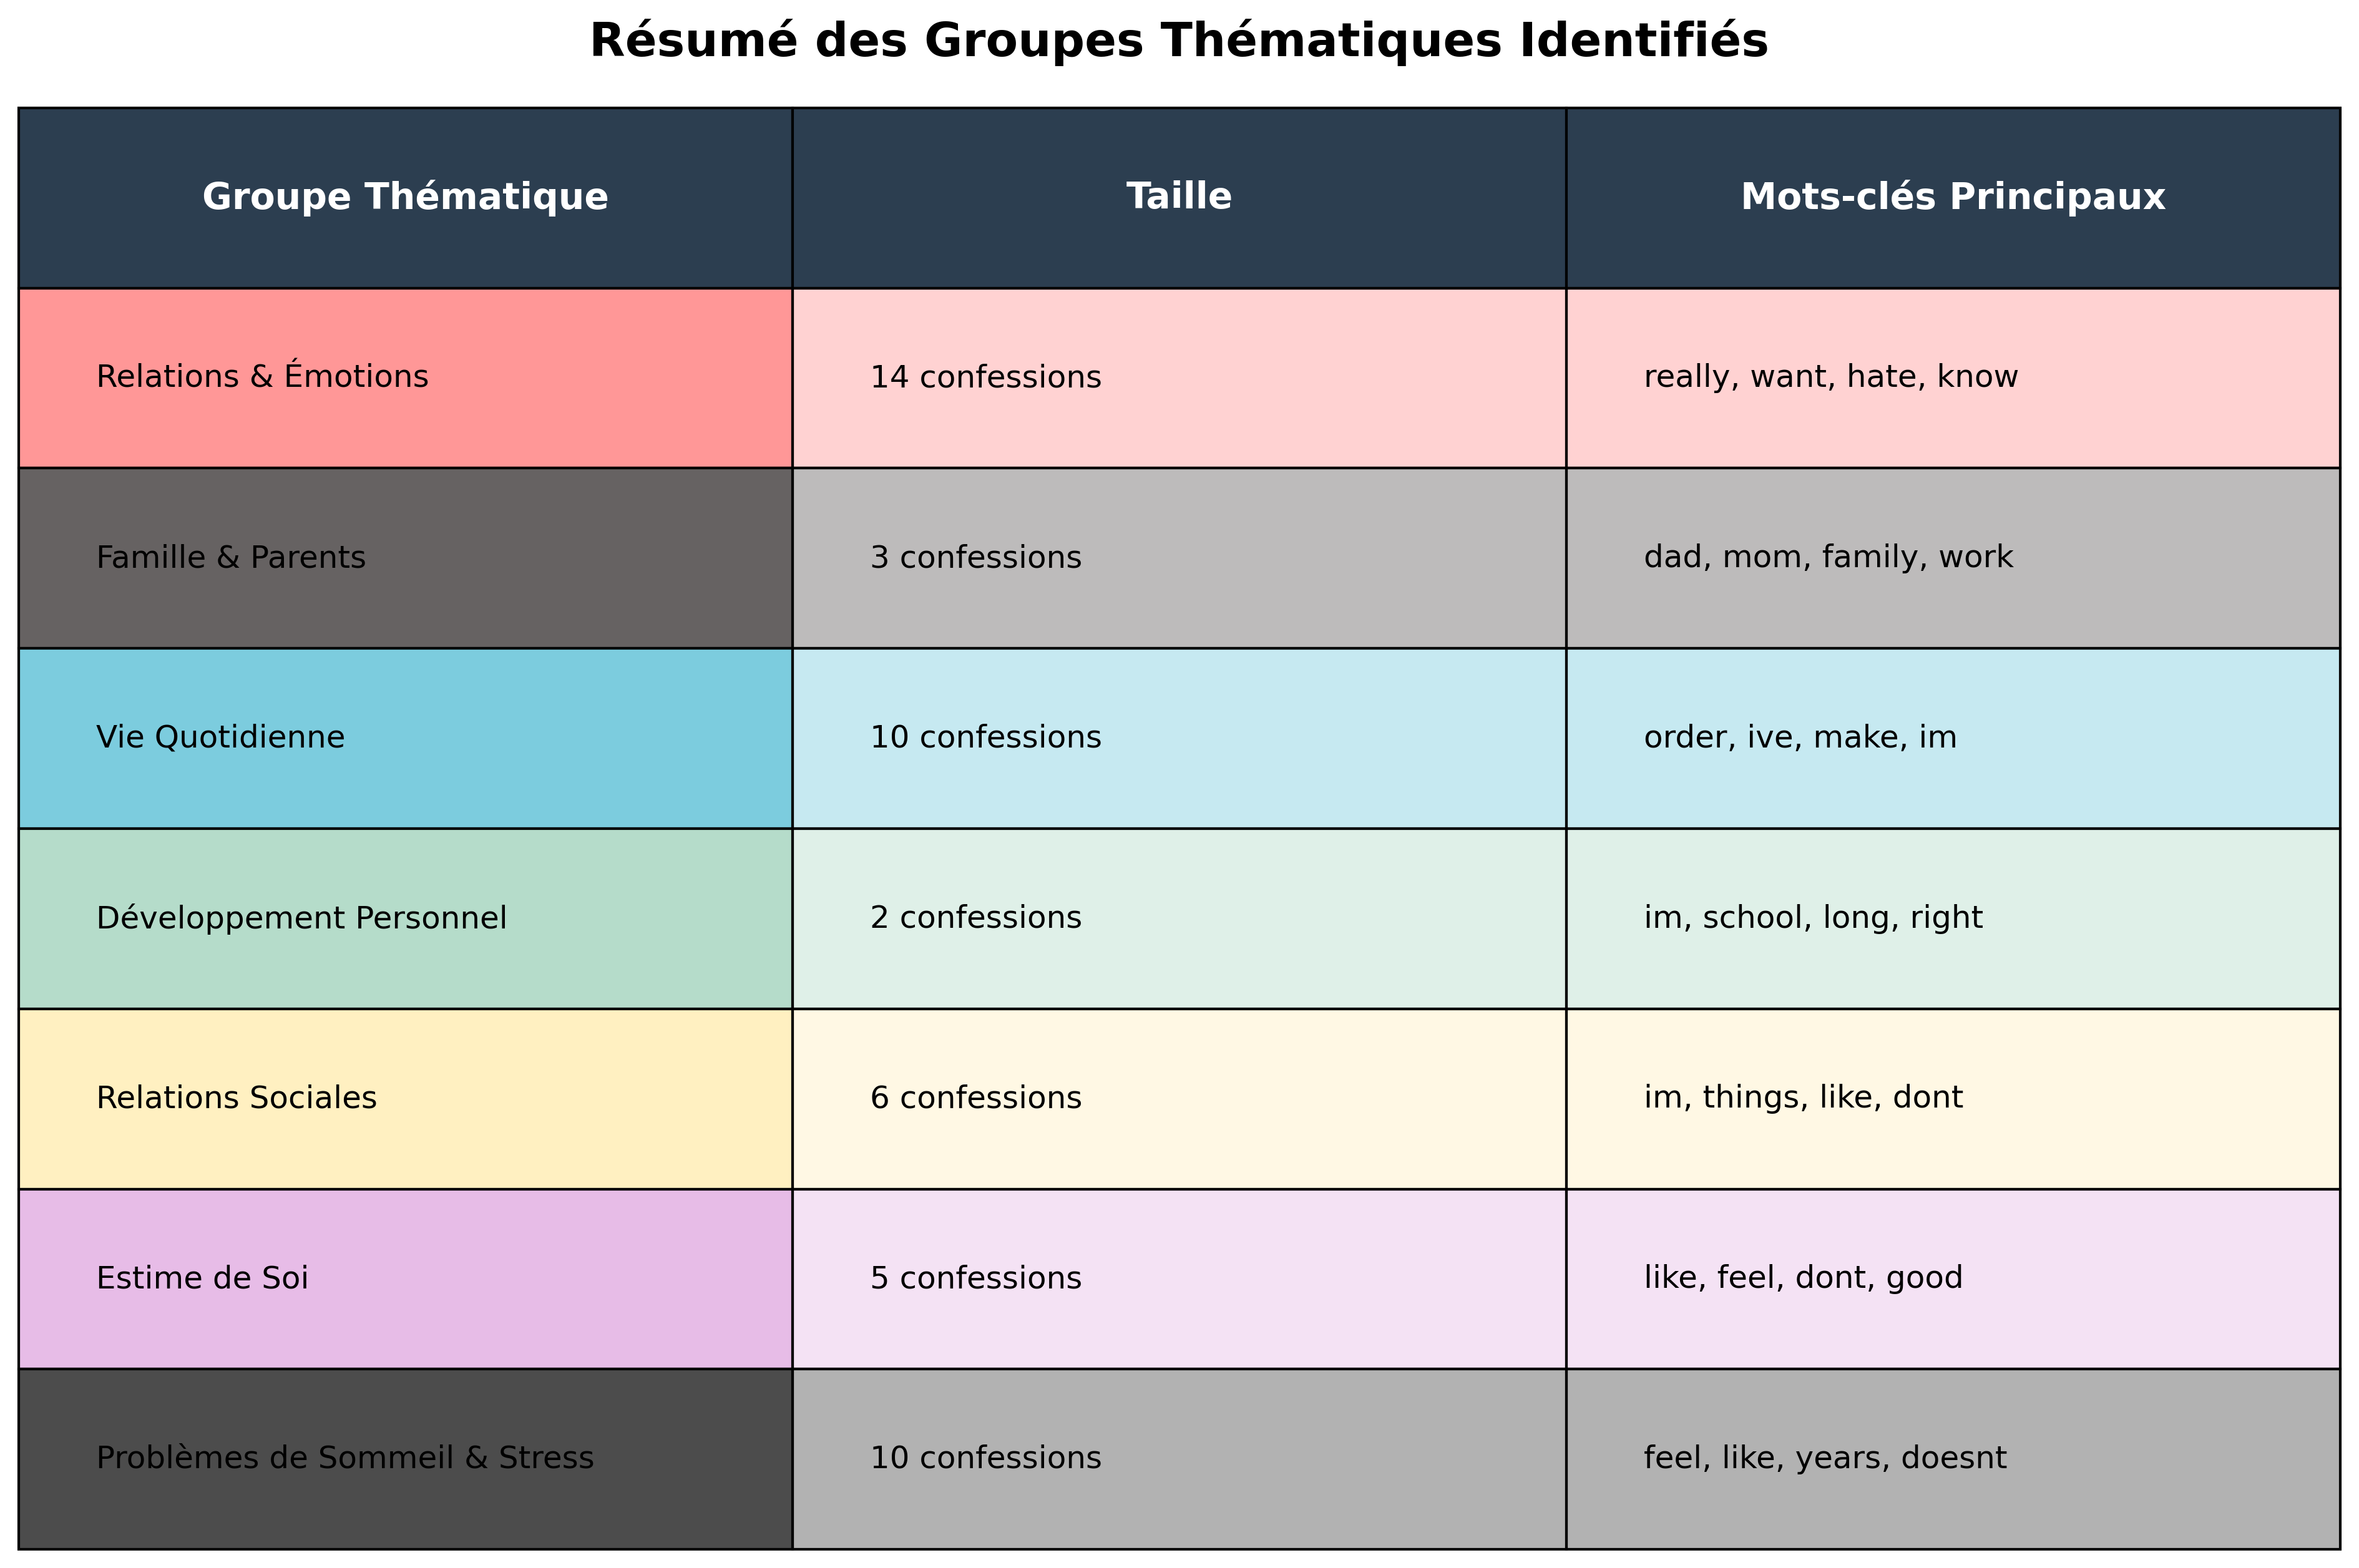 Résumé des Groupes Thématiques Identifiés
Groupe Thématique Taille Mots-clés Principaux
Relations & Émotions 14 confessions really, want, hate, know
Famille & Parents 3 confessions dad, mom, family, work
Vie Quotidienne 10 confessions order, ive, make, im
Développement Personnel 2 confessions im, school, long, right
Relations Sociales 6 confessions im, things, like, dont
Estime de Soi 5 confessions like, feel, dont, good
Problèmes de Sommeil & Stress 10 confessions feel, like, years, doesnt